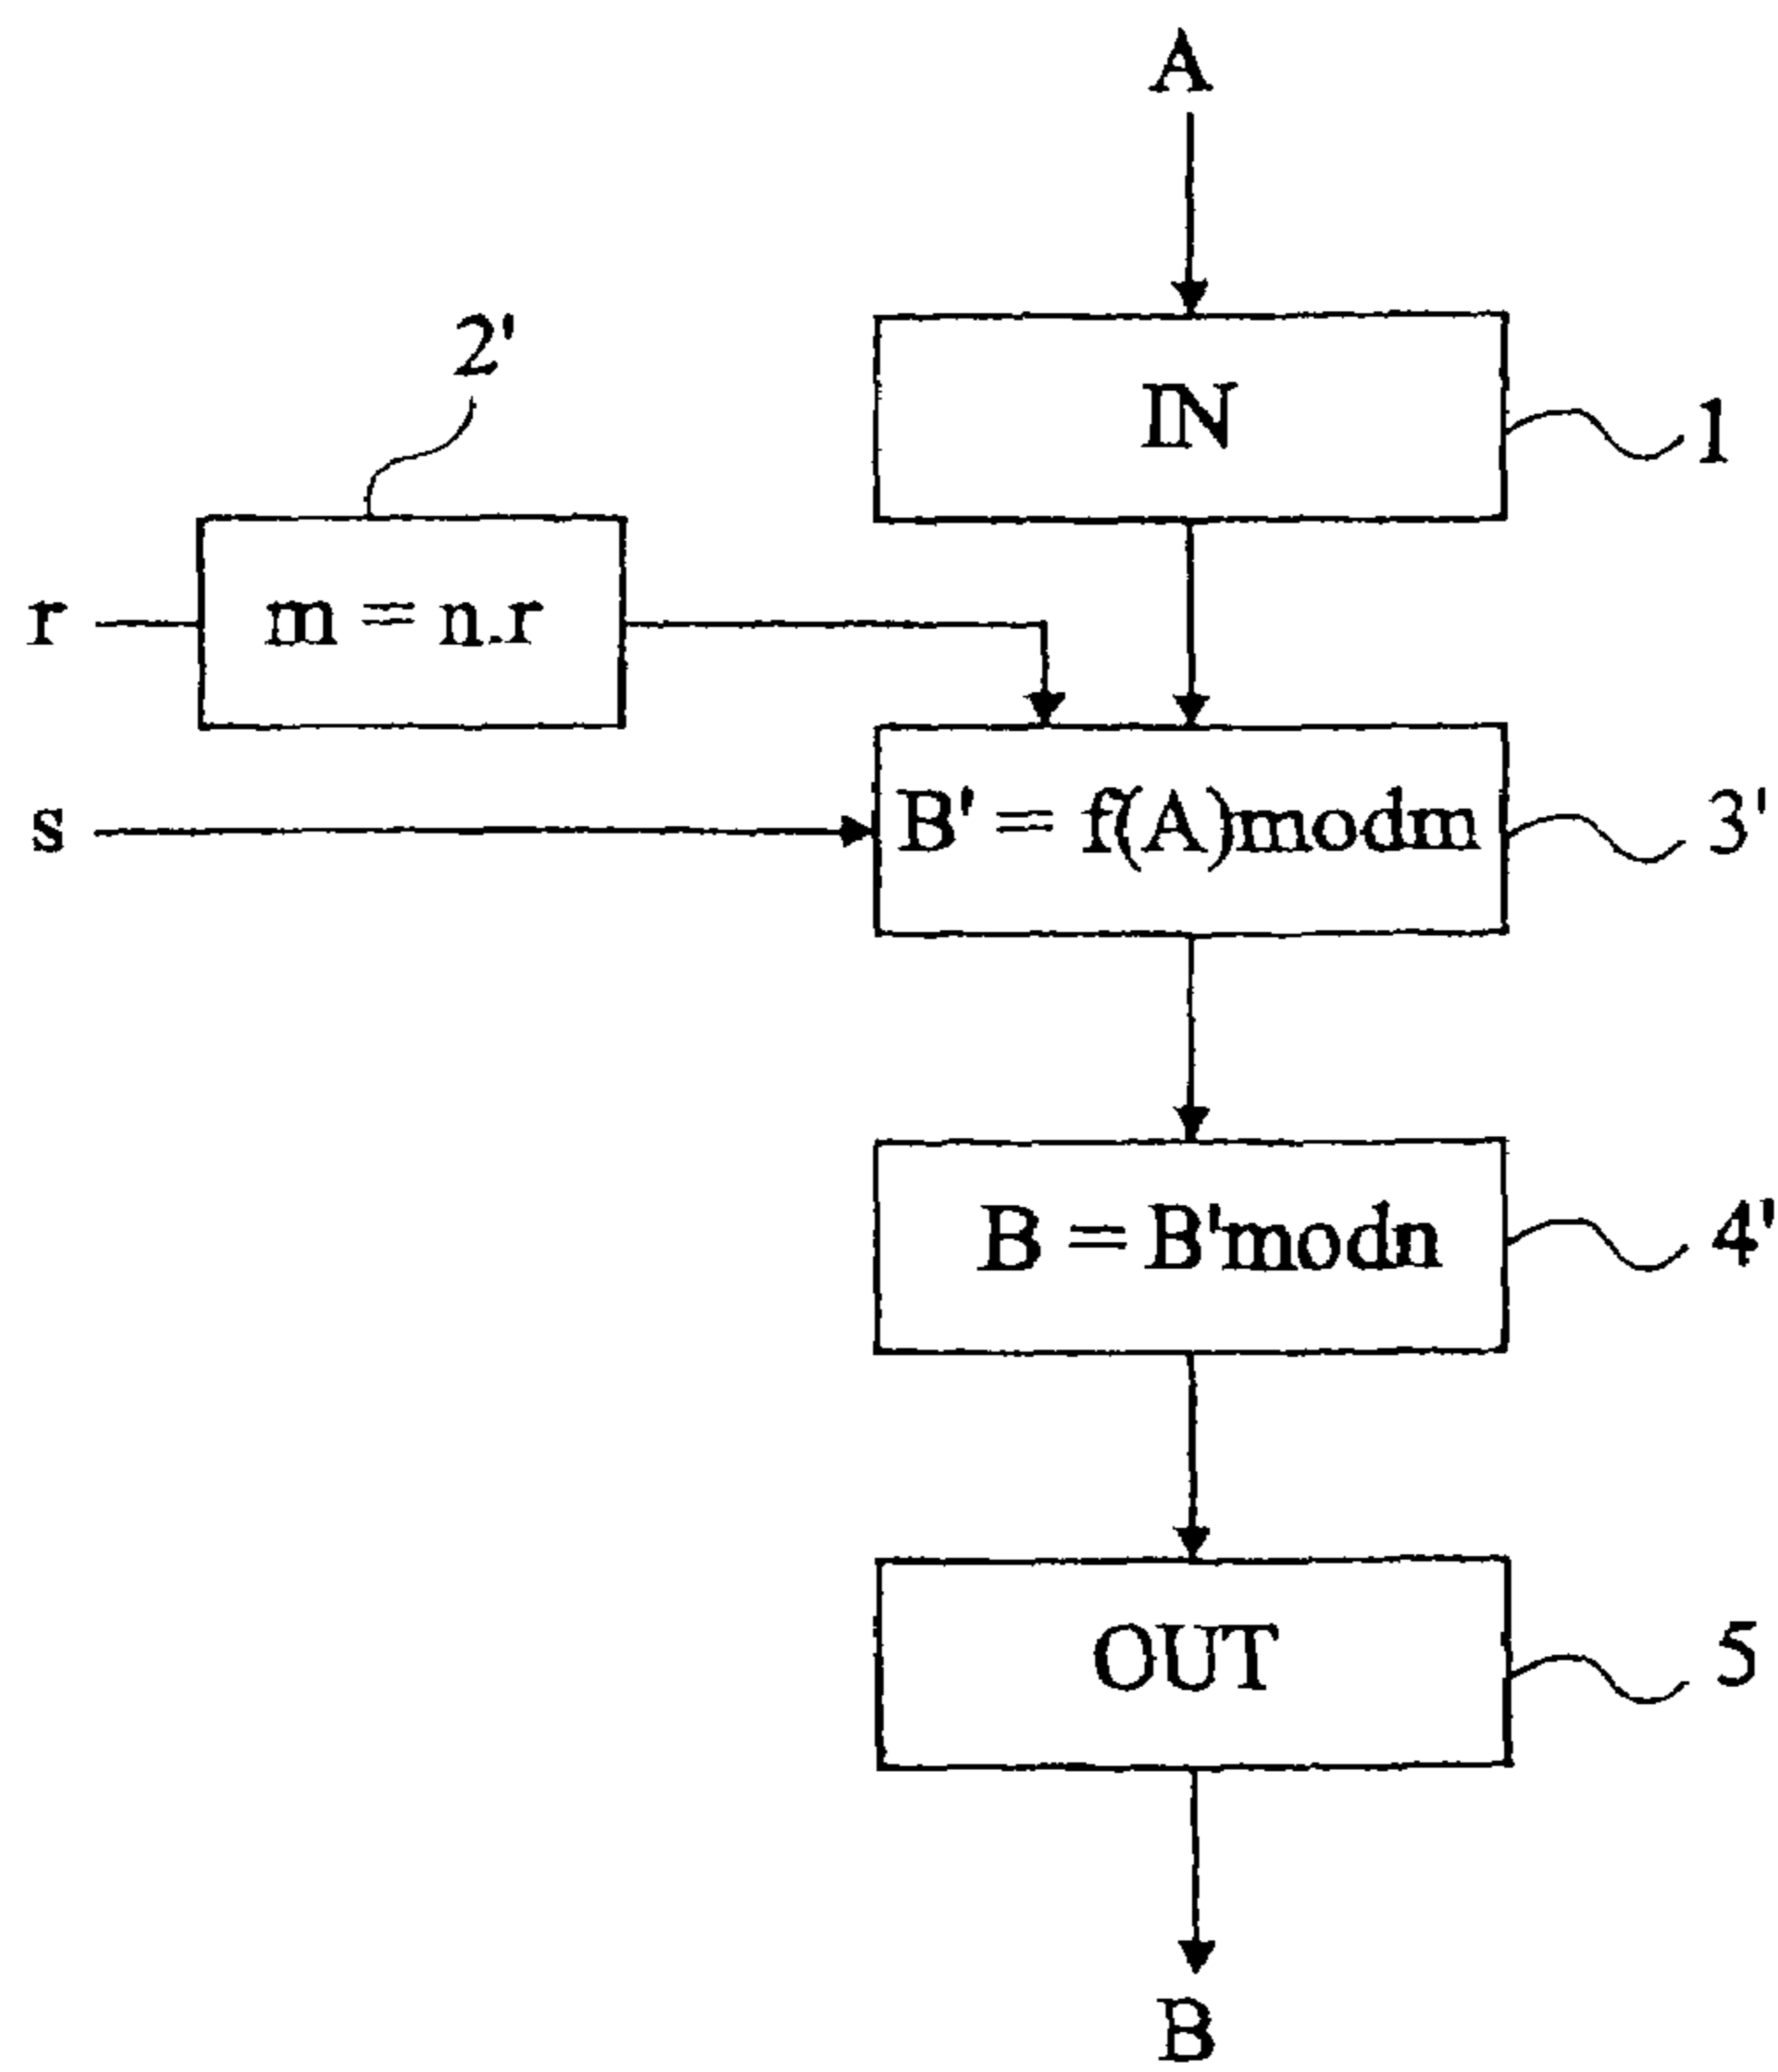 A
IN
1
2'
r
m = n.r
s
B' = f(A)modm
3'
B = B'modn
4'
OUT
5
B